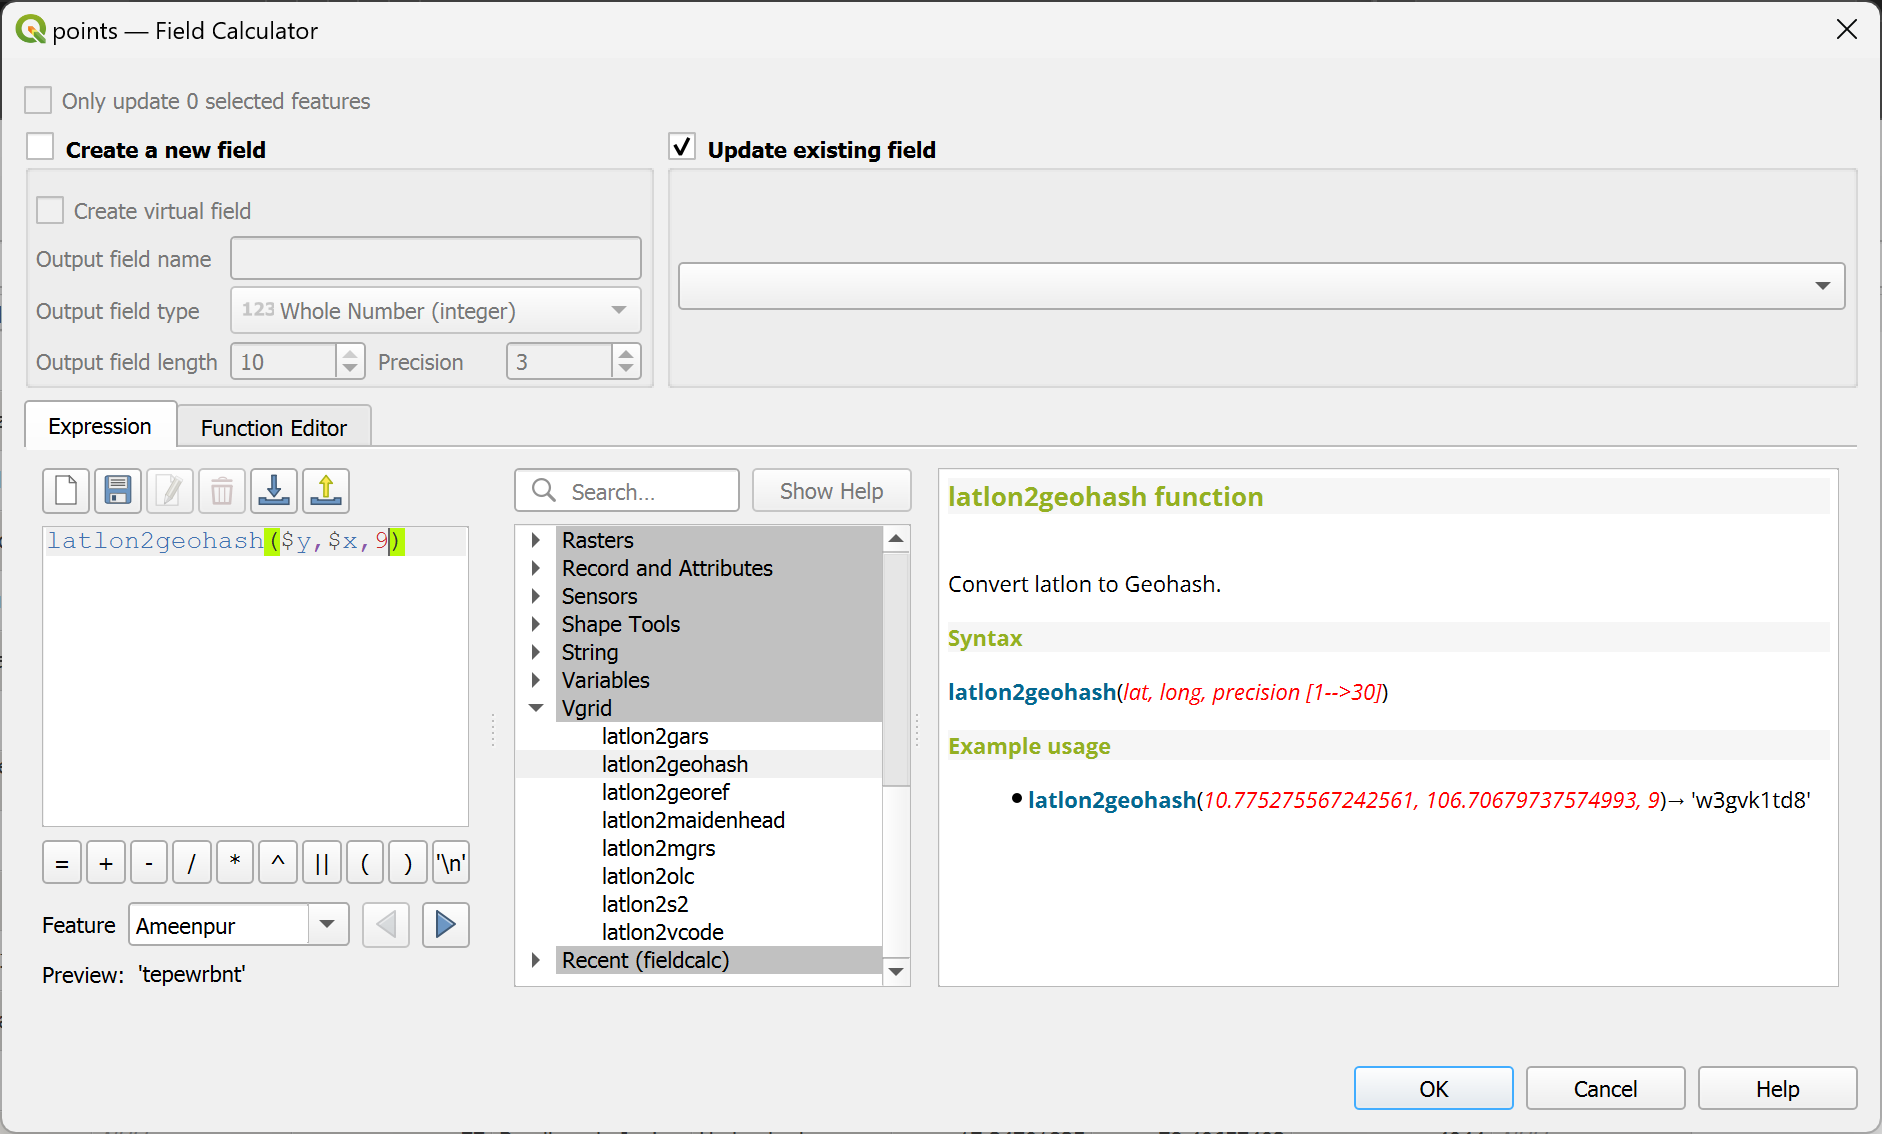 points — Field Calculator
Only update 0 selected features
Create a new field
Update existing field
Create virtual field
Output field name
Output field type
123 Whole Number (integer)
Output field length
10
Precision
3
Expression
Function Editor
Search...
Show Help
latlon2geohash($y,$x,9)
Rasters
Record and Attributes
Sensors
Shape Tools
String
Variables
Vgrid
latlon2gars
latlon2geohash
latlon2georef
latlon2maidenhead
latlon2mgrs
latlon2olc
latlon2s2
latlon2vcode
Recent (fieldcalc)
latlon2geohash function
Convert latlon to Geohash.
Syntax
latlon2geohash(lat, long, precision [1-->30])
Example usage
latlon2geohash(10.775275567242561, 106.70679737574993, 9)→ 'w3gvk1td8'
= + - / * ^ || ( ) '\n'
Feature
Ameenpur
Preview: 'tepewrbnt'
OK
Cancel
Help